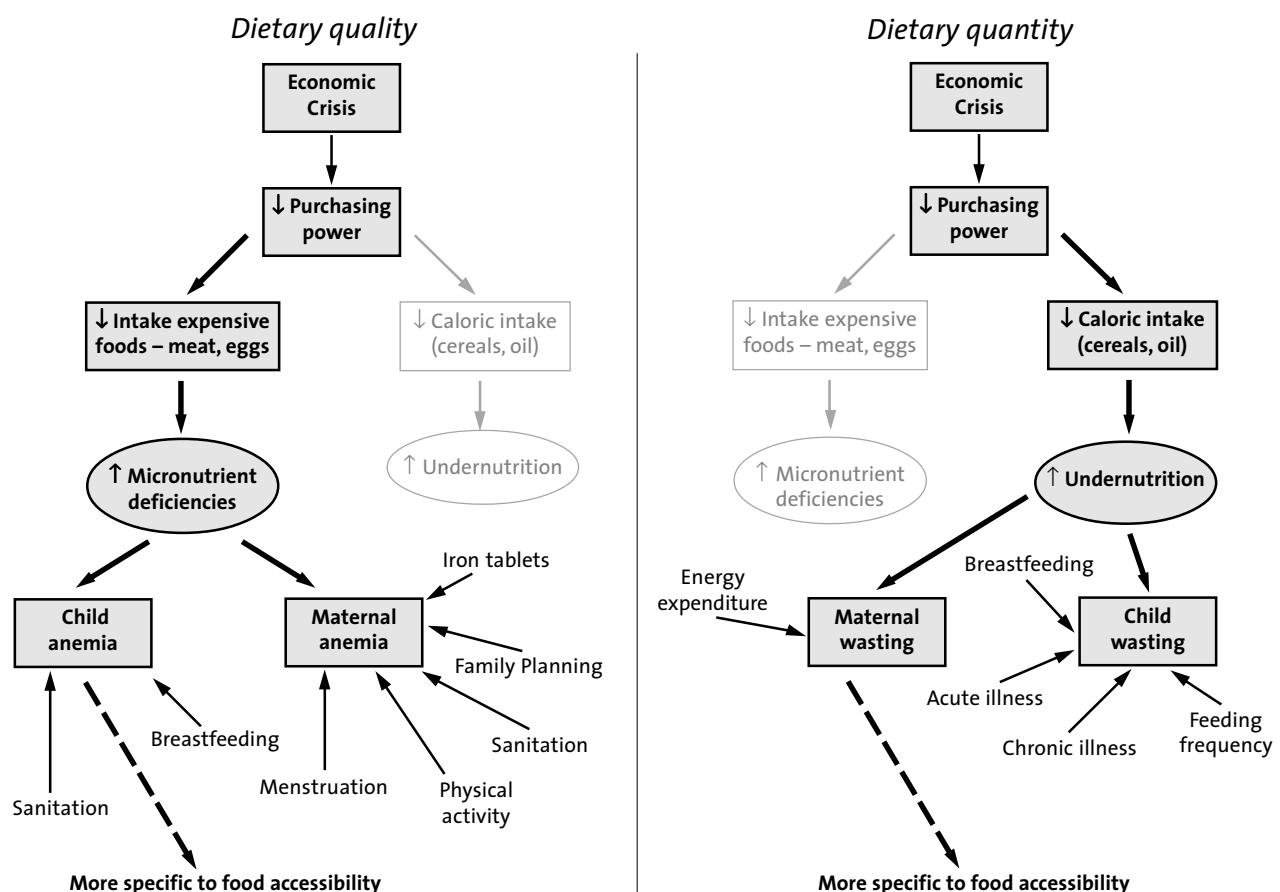 Dietary quality
Economic
Crisis
↓ Purchasing
power
↓ Intake expensive
foods – meat, eggs
↓ Caloric intake
(cereals, oil)
↑ Micronutrient
deficiencies
↑ Undernutrition
Child
anemia
Maternal
anemia
Iron tablets
Family Planning
Sanitation
Breastfeeding
Sanitation
Menstruation
Physical
activity
More specific to food accessibility
Dietary quantity
Economic
Crisis
↓ Purchasing
power
↓ Intake expensive
foods – meat, eggs
↓ Caloric intake
(cereals, oil)
↑ Micronutrient
deficiencies
↑ Undernutrition
Energy
expenditure
Maternal
wasting
Breastfeeding
Child
wasting
Acute illness
Chronic illness
Feeding
frequency
More specific to food accessibility